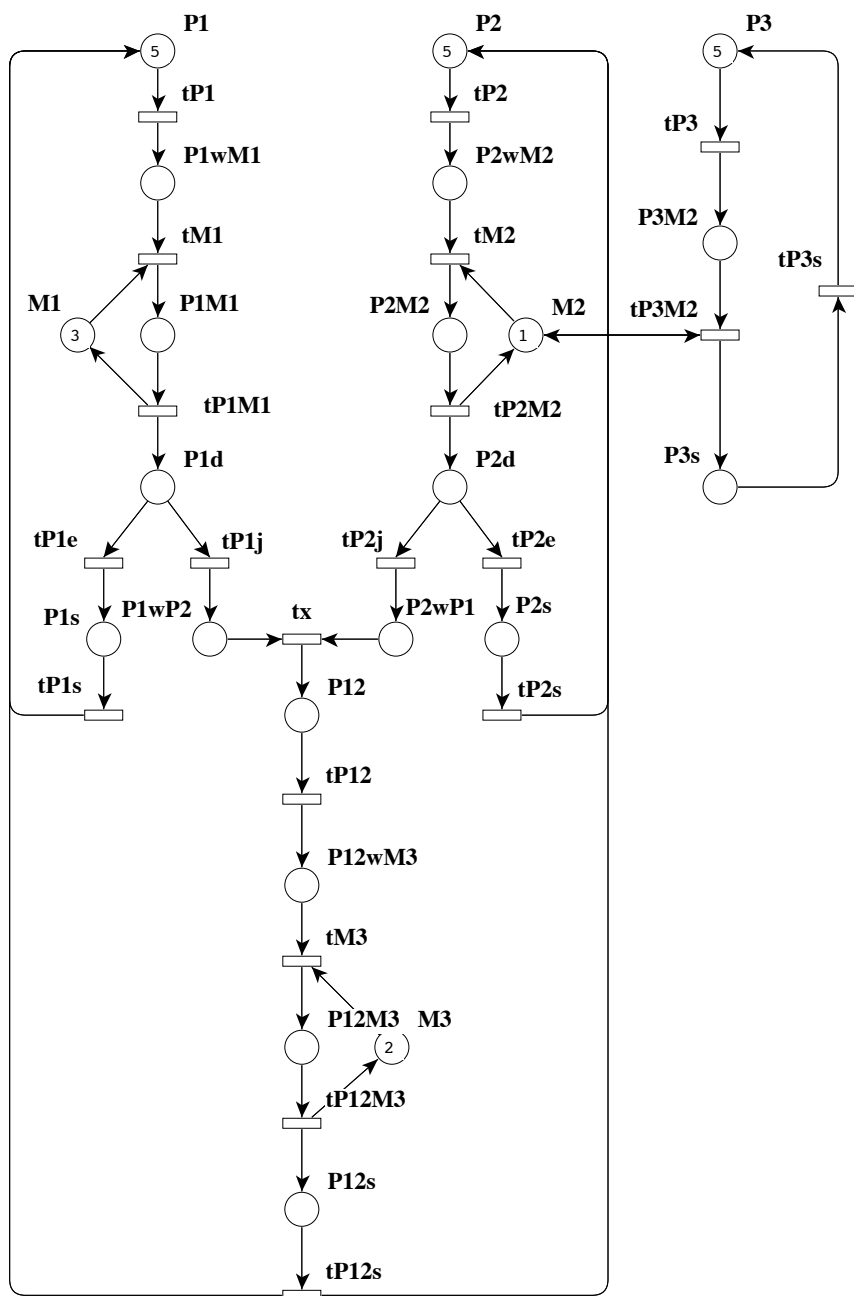 P1 P2 P3
5 5 5
tP1 tP2
tP3
P1wM1 P2wM2
P3M2
tM1 tM2
tP3s
M1 P1M1 P2M2 M2 tP3M2
3 1
tP1M1 tP2M2
P1d P2d P3s
tP1e tP1j tP2j tP2e
P1s P1wP2 tx P2wP1 P2s
tP1s P12 tP2s
tP12
P12wM3
tM3
P12M3 M3
2
tP12M3
P12s
tP12s